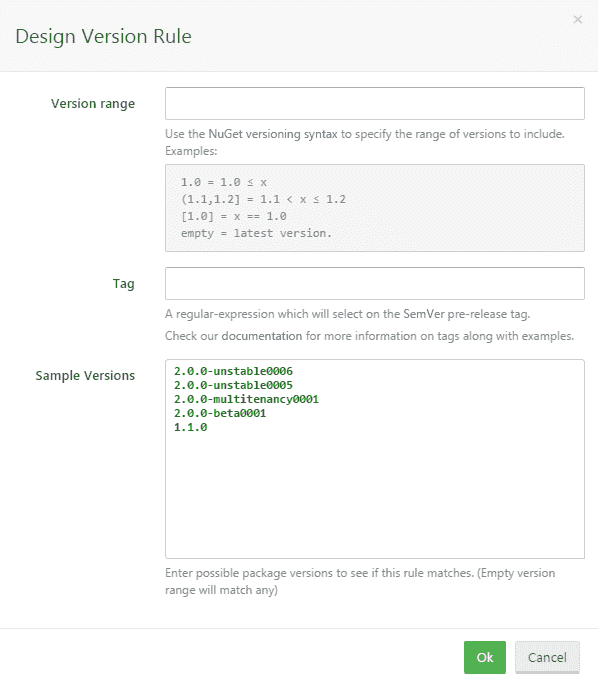 Design Version Rule
×
Version range
Use the NuGet versioning syntax to specify the range of versions to include.
Examples:
1.0 = 1.0 ≤ x
(1.1,1.2] = 1.1 < x ≤ 1.2
[1.0] = x == 1.0
empty = latest version.
Tag
A regular-expression which will select on the SemVer pre-release tag.
Check our documentation for more information on tags along with examples.
Sample Versions
2.0.0-unstable0006
2.0.0-unstable0005
2.0.0-multitenancy0001
2.0.0-beta0001
1.1.0
Enter possible package versions to see if this rule matches. (Empty version
range will match any)
Ok
Cancel